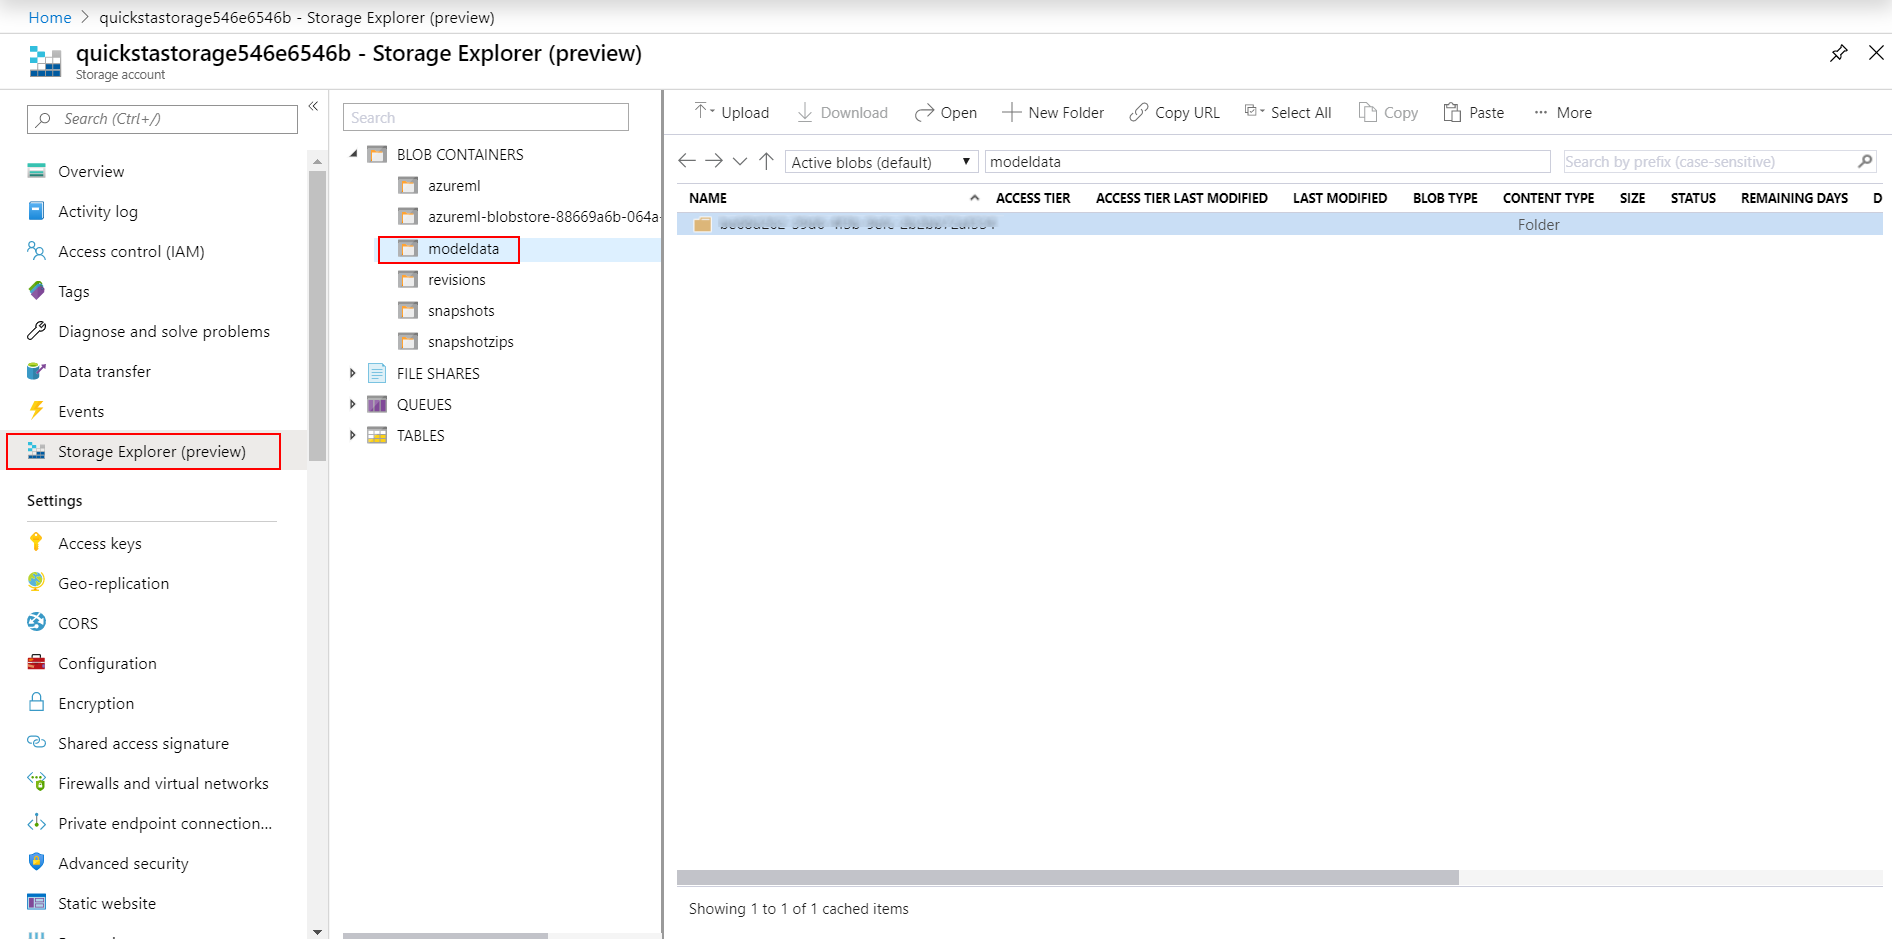 Home > quickstastorage546e6546b - Storage Explorer (preview)
quickstastorage546e6546b - Storage Explorer (preview)
Storage account
Search (Ctrl+/)
«
Overview
Activity log
Access control (IAM)
Tags
Diagnose and solve problems
Data transfer
Events
Storage Explorer (preview)
Settings
Access keys
Geo-replication
CORS
Configuration
Encryption
Shared access signature
Firewalls and virtual networks
Private endpoint connection...
Advanced security
Static website
Search
BLOB CONTAINERS
azureml
azureml-blobstore-88669a6b-064a-
modeldata
revisions
snapshots
snapshotzips
FILE SHARES
QUEUES
TABLES
Upload Download Open New Folder Copy URL Select All Copy Paste ··· More
Active blobs (default) modeldata Search by prefix (case-sensitive)
NAME ACCESS TIER ACCESS TIER LAST MODIFIED LAST MODIFIED BLOB TYPE CONTENT TYPE SIZE STATUS REMAINING DAYS D
Folder
Showing 1 to 1 of 1 cached items